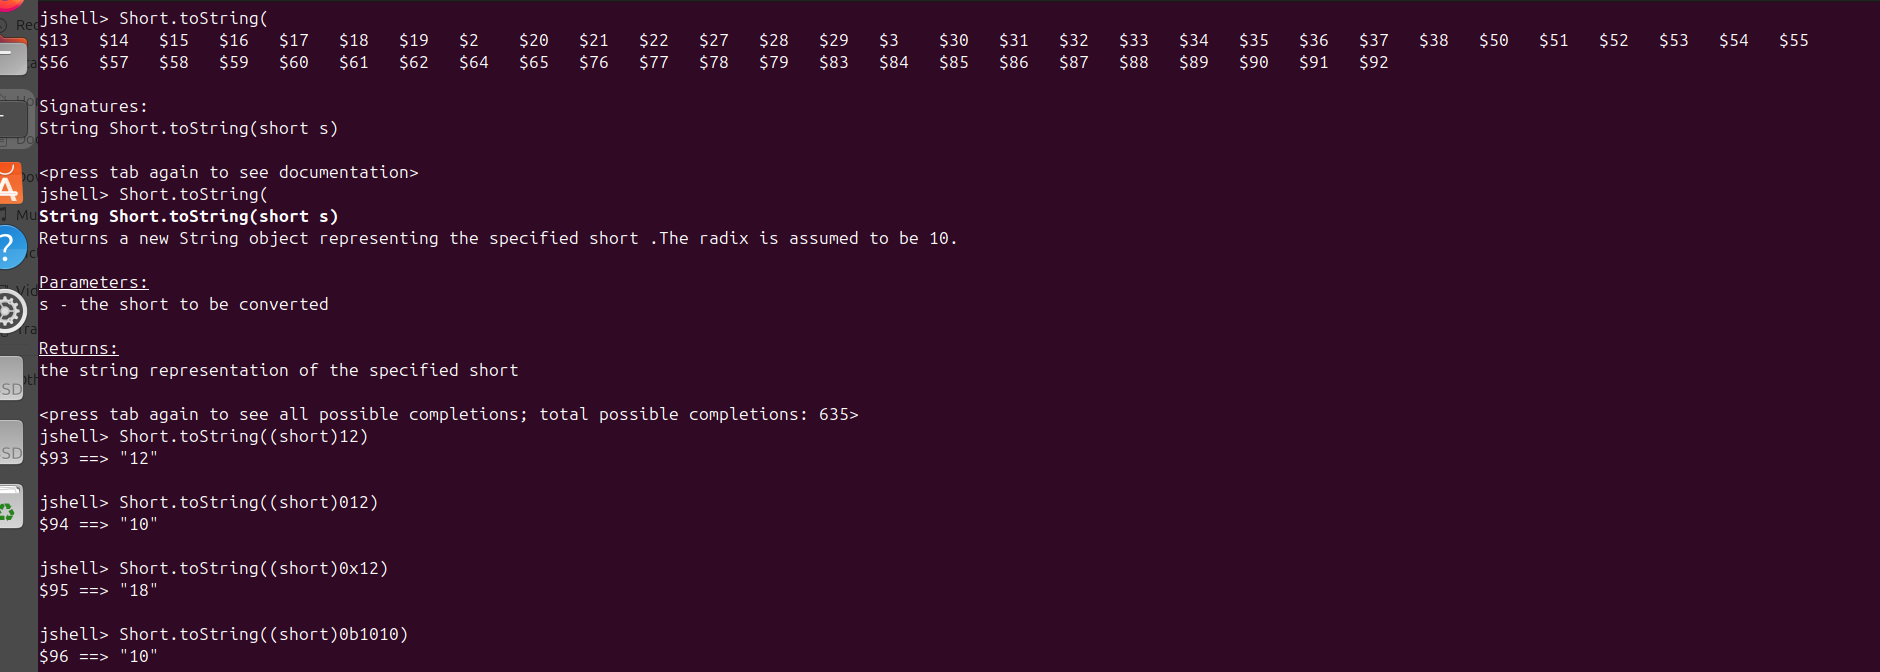 jshell> Short.toString(
$13 $14 $15 $16 $17 $18 $19 $2 $20 $21 $22 $27 $28 $29 $3 $30 $31 $32 $33 $34 $35 $36 $37 $38 $50 $51 $52 $53 $54 $55
$56 $57 $58 $59 $60 $61 $62 $64 $65 $76 $77 $78 $79 $83 $84 $85 $86 $87 $88 $89 $90 $91 $92
Signatures:
String Short.toString(short s)
<press tab again to see documentation>
jshell> Short.toString(
String Short.toString(short s)
Returns a new String object representing the specified short .The radix is assumed to be 10.
Parameters:
s - the short to be converted
Returns:
the string representation of the specified short
<press tab again to see all possible completions; total possible completions: 635>
jshell> Short.toString((short)12)
$93 ==> "12"
jshell> Short.toString((short)012)
$94 ==> "10"
jshell> Short.toString((short)0x12)
$95 ==> "18"
jshell> Short.toString((short)0b1010)
$96 ==> "10"